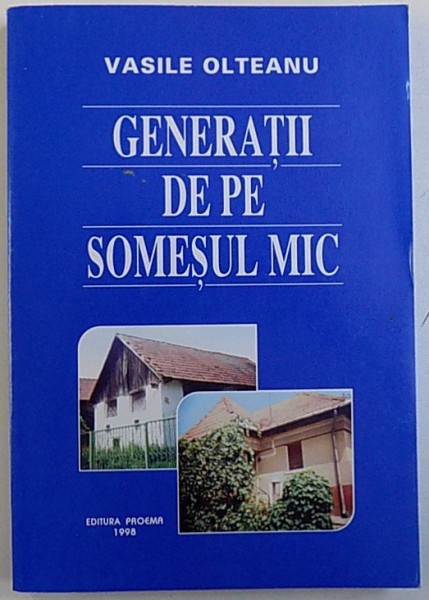 VASILE OLTEANU
GENERAȚII
DE PE
SOMEȘUL MIC
EDITURA PROEMA
1998